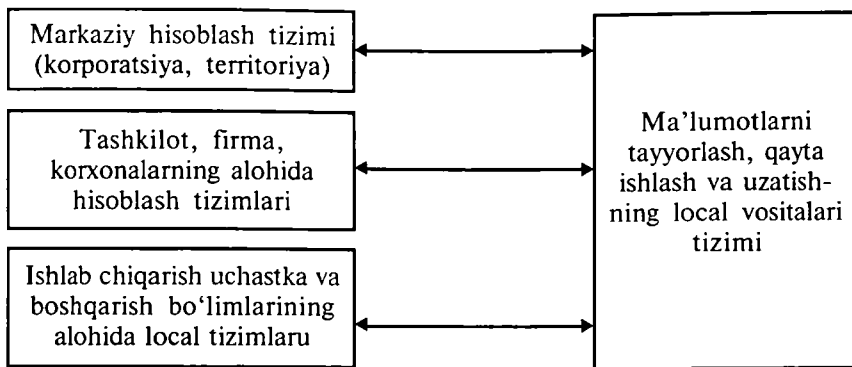 Markaziy hisoblash tizimi
(korporatsiya, territoriya)
Tashkilot, firma,
korxonalarning alohida
hisoblash tizimlari
Ishlab chiqarish uchastka va
boshqarish bo‘limlarining
alohida local tizimlaru
Ma’lumotlarni
tayyorlash, qayta
ishlash va uzatish-
ning local vositalari
tizimi